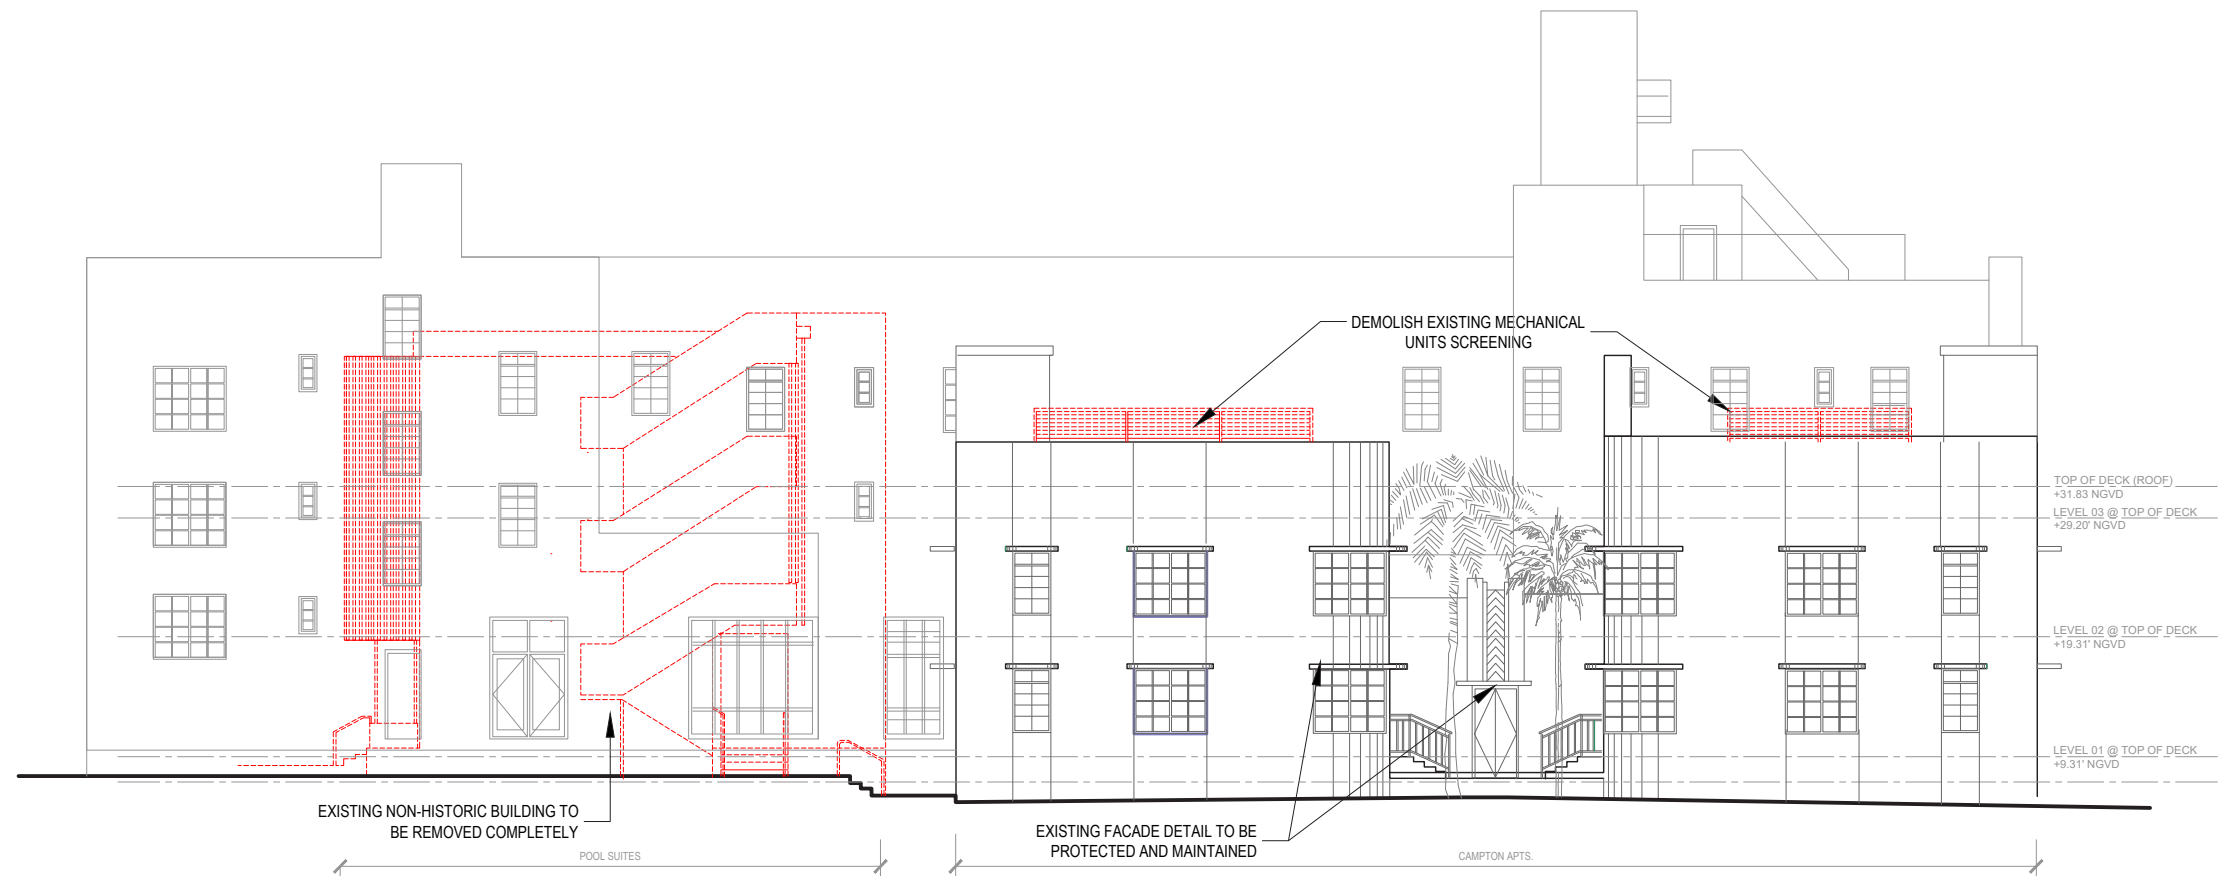 DEMOLISH EXISTING MECHANICAL
UNITS SCREENING
TOP OF DECK (ROOF)
+31.83 NGVD
LEVEL 03 @ TOP OF DECK
+29.20' NGVD
LEVEL 02 @ TOP OF DECK
+19.31' NGVD
LEVEL 01 @ TOP OF DECK
+9.31' NGVD
EXISTING NON-HISTORIC BUILDING TO
BE REMOVED COMPLETELY
EXISTING FACADE DETAIL TO BE
PROTECTED AND MAINTAINED
POOL SUITES
CAMPTON APTS.